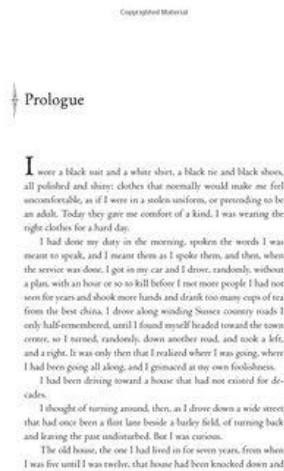 Copyrighted Material
Prologue
I wore a black suit and a white shirt, a black tie and black shoes,
all polished and shiny: clothes that normally would make me feel
uncomfortable, as if I were in a stolen uniform, or pretending to be
an adult. Today they gave me comfort of a kind. I was wearing the
right clothes for a hard day.
I had done my duty in the morning, spoken the words I was
meant to speak, and I meant them as I spoke them, and then, when
the service was done, I got in my car and I drove, randomly, without
a plan, with an hour or so to kill before I met more people I had not
seen for years and shook more hands and drank too many cups of tea
from the best china. I drove along winding Sussex country roads I
only half-remembered, until I found myself headed toward the town
center, so I turned, randomly, down another road, and took a left,
and a right. It was only then that I realized where I was going, where
I had been going all along, and I grimaced at my own foolishness.
I had been driving toward a house that had not existed for de-
cades.
I thought of turning around, then, as I drove down a wide street
that had once been a flint lane beside a barley field, of turning back
and leaving the past undisturbed. But I was curious.
The old house, the one I had lived in for seven years, from when
I was five until I was twelve, that house had been knocked down and